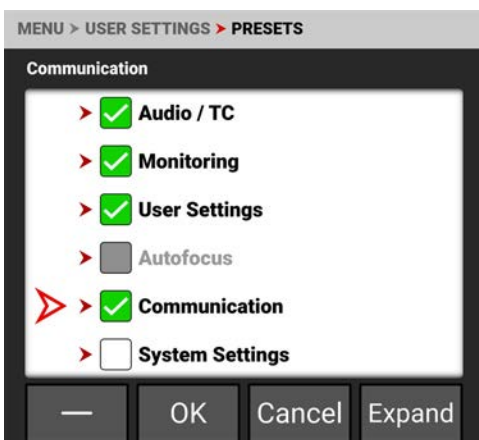 MENU > USER SETTINGS > PRESETS
Communication
Audio / TC
Monitoring
User Settings
Autofocus
Communication
System Settings
— OK Cancel Expand